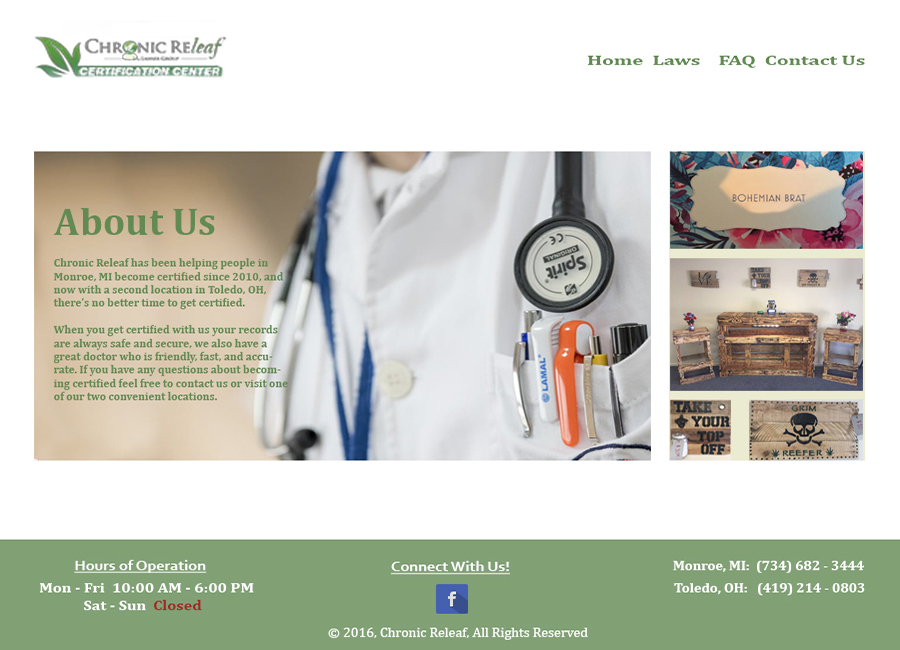 CHRONIC RELeaf
CERTIFICATION CENTER
Home Laws FAQ Contact Us
About Us
Chronic Releaf has been helping people in
Monroe, MI become certified since 2010, and
now with a second location in Toledo, OH,
there's no better time to get certified.
When you get certified with us your records
are always safe and secure, we also have a
great doctor who is friendly, fast, and accu-
rate. If you have any questions about becom-
ing certified feel free to contact us or visit one
of our two convenient locations.
Spirit
ORIGINAL
CE
LAMAL
BOHEMIAN BRAT
TAKE
YOUR
TOP
OFF
GRIM
REEFER
Hours of Operation
Mon - Fri 10:00 AM - 6:00 PM
Sat - Sun Closed
Connect With Us!
f
© 2016, Chronic Releaf, All Rights Reserved
Monroe, MI: (734) 682 - 3444
Toledo, OH: (419) 214 - 0803